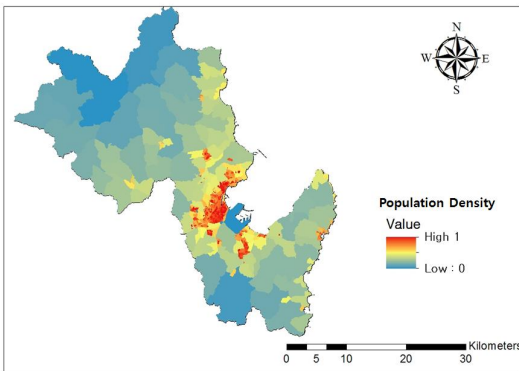 N
W E
S
Population Density
Value
High 1
Low : 0
Kilometers
0 5 10 20 30